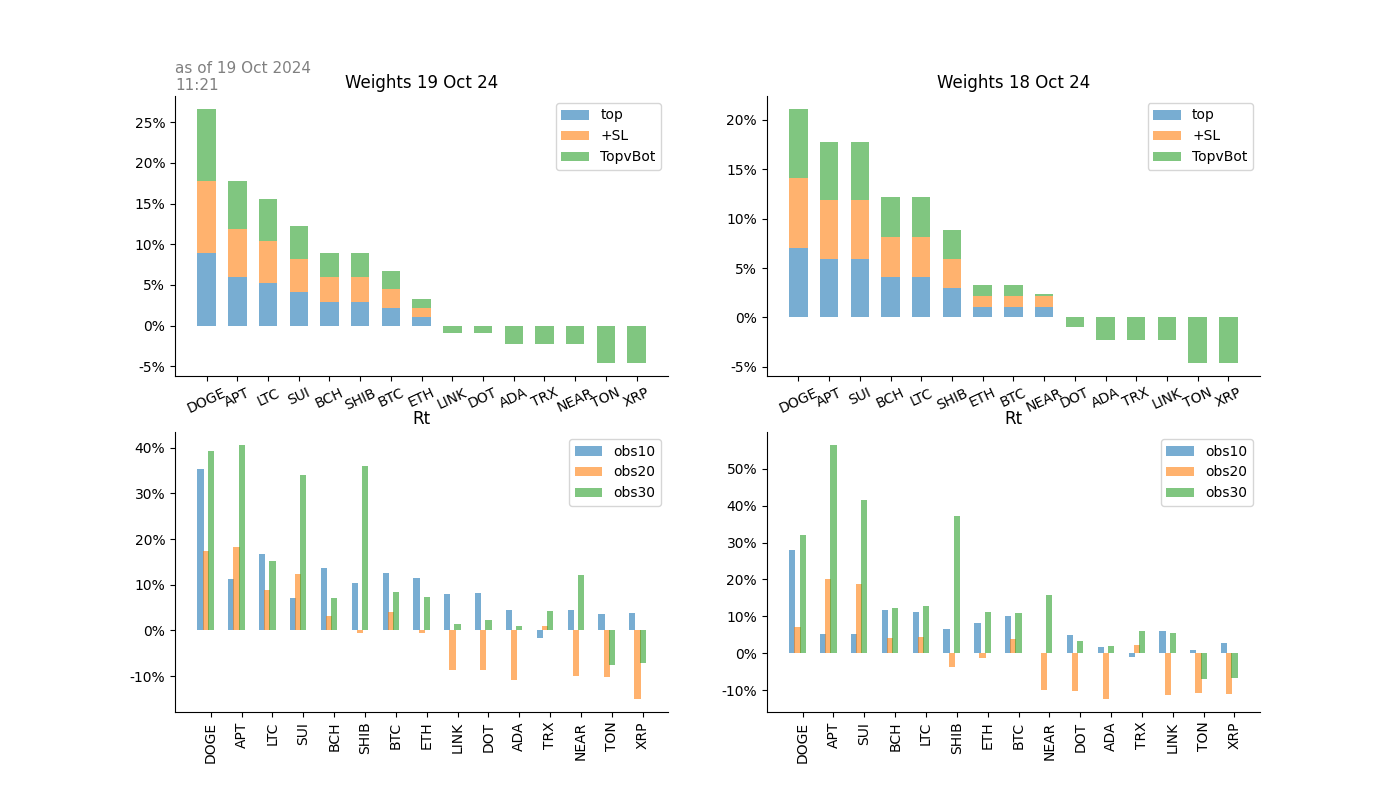 as of 19 Oct 2024
11:21
Weights 19 Oct 24
top
+SL
TopvBot
25%
20%
15%
10%
5%
0%
-5%
DOGE APT LTC SUI BCH SHIB BTC ETH LINK DOT ADA TRX NEAR TON XRP
Weights 18 Oct 24
top
+SL
TopvBot
20%
15%
10%
5%
0%
-5%
DOGE APT SUI BCH LTC SHIB ETH BTC NEAR DOT ADA TRX LINK TON XRP
Rt
obs10
obs20
obs30
40%
30%
20%
10%
0%
-10%
DOGE APT LTC SUI BCH SHIB BTC ETH LINK DOT ADA TRX NEAR TON XRP
Rt
obs10
obs20
obs30
50%
40%
30%
20%
10%
0%
-10%
DOGE APT SUI BCH LTC SHIB ETH BTC NEAR DOT ADA TRX LINK TON XRP